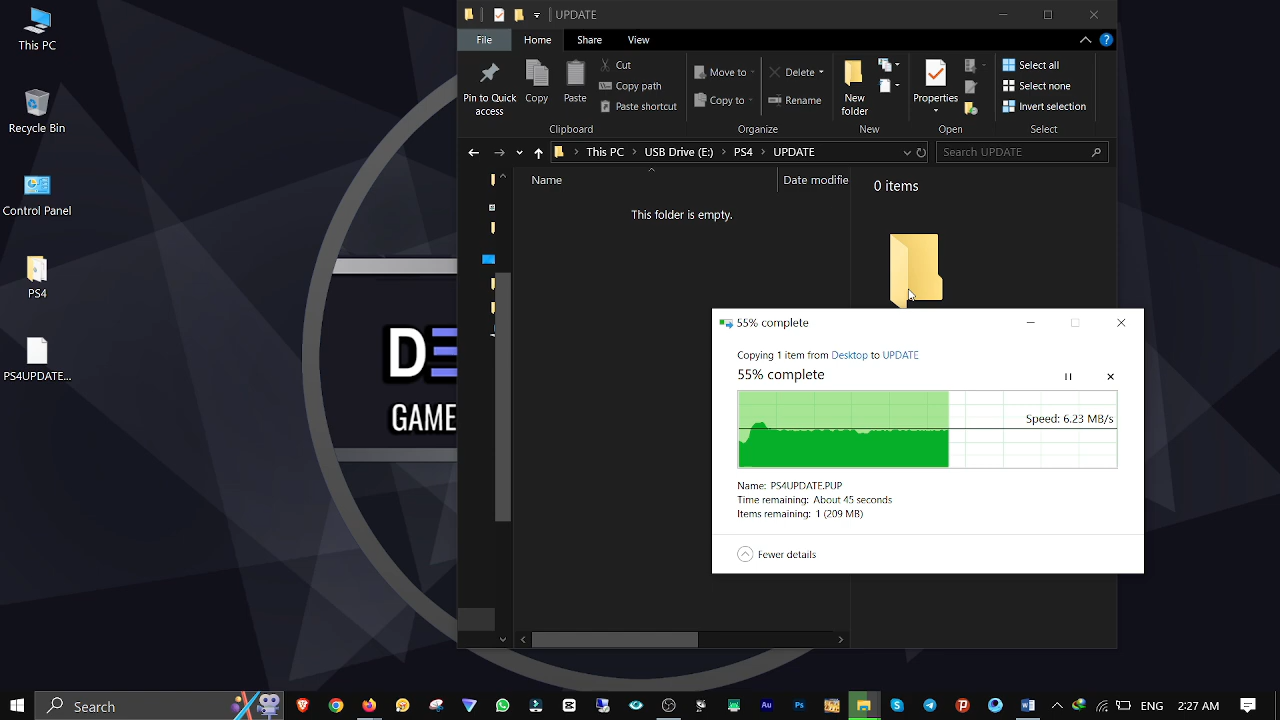 This PC
Recycle Bin
Control Panel
PS4
PS4UPDATE...
D
GAME
UPDATE
File
Home
Share
View
?
Pin to Quick
access
Copy
Paste
Cut
Copy path
Paste shortcut
Clipboard
Move to
Copy to
Delete
Rename
Organize
New
folder
New
Properties
Open
Select all
Select none
Invert selection
Select
This PC > USB Drive (E:) > PS4 > UPDATE
Search UPDATE
Name
Date modifie
This folder is empty.
0 items
55% complete
Copying 1 item from Desktop to UPDATE
55% complete
Speed: 6.23 MB/s
Name: PS4UPDATE.PUP
Time remaining: About 45 seconds
Items remaining: 1 (209 MB)
Fewer details
Search
Au
Ps
ENG
2:27 AM